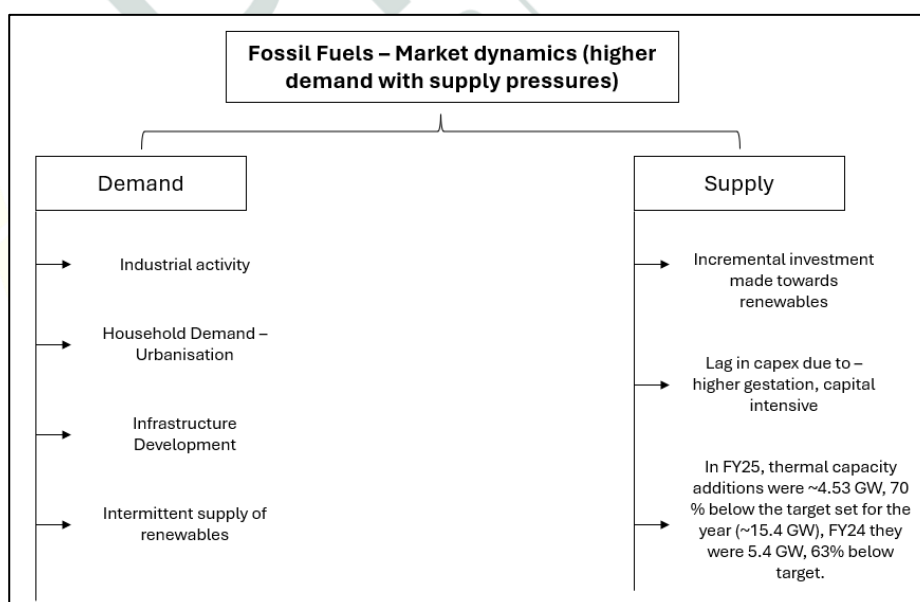 Fossil Fuels – Market dynamics (higher
demand with supply pressures)
Demand
Industrial activity
Household Demand –
Urbanisation
Infrastructure
Development
Intermittent supply of
renewables
Supply
Incremental investment
made towards
renewables
Lag in capex due to –
higher gestation, capital
intensive
In FY25, thermal capacity
additions were ~4.53 GW, 70
% below the target set for the
year (~15.4 GW), FY24 they
were 5.4 GW, 63% below
target.